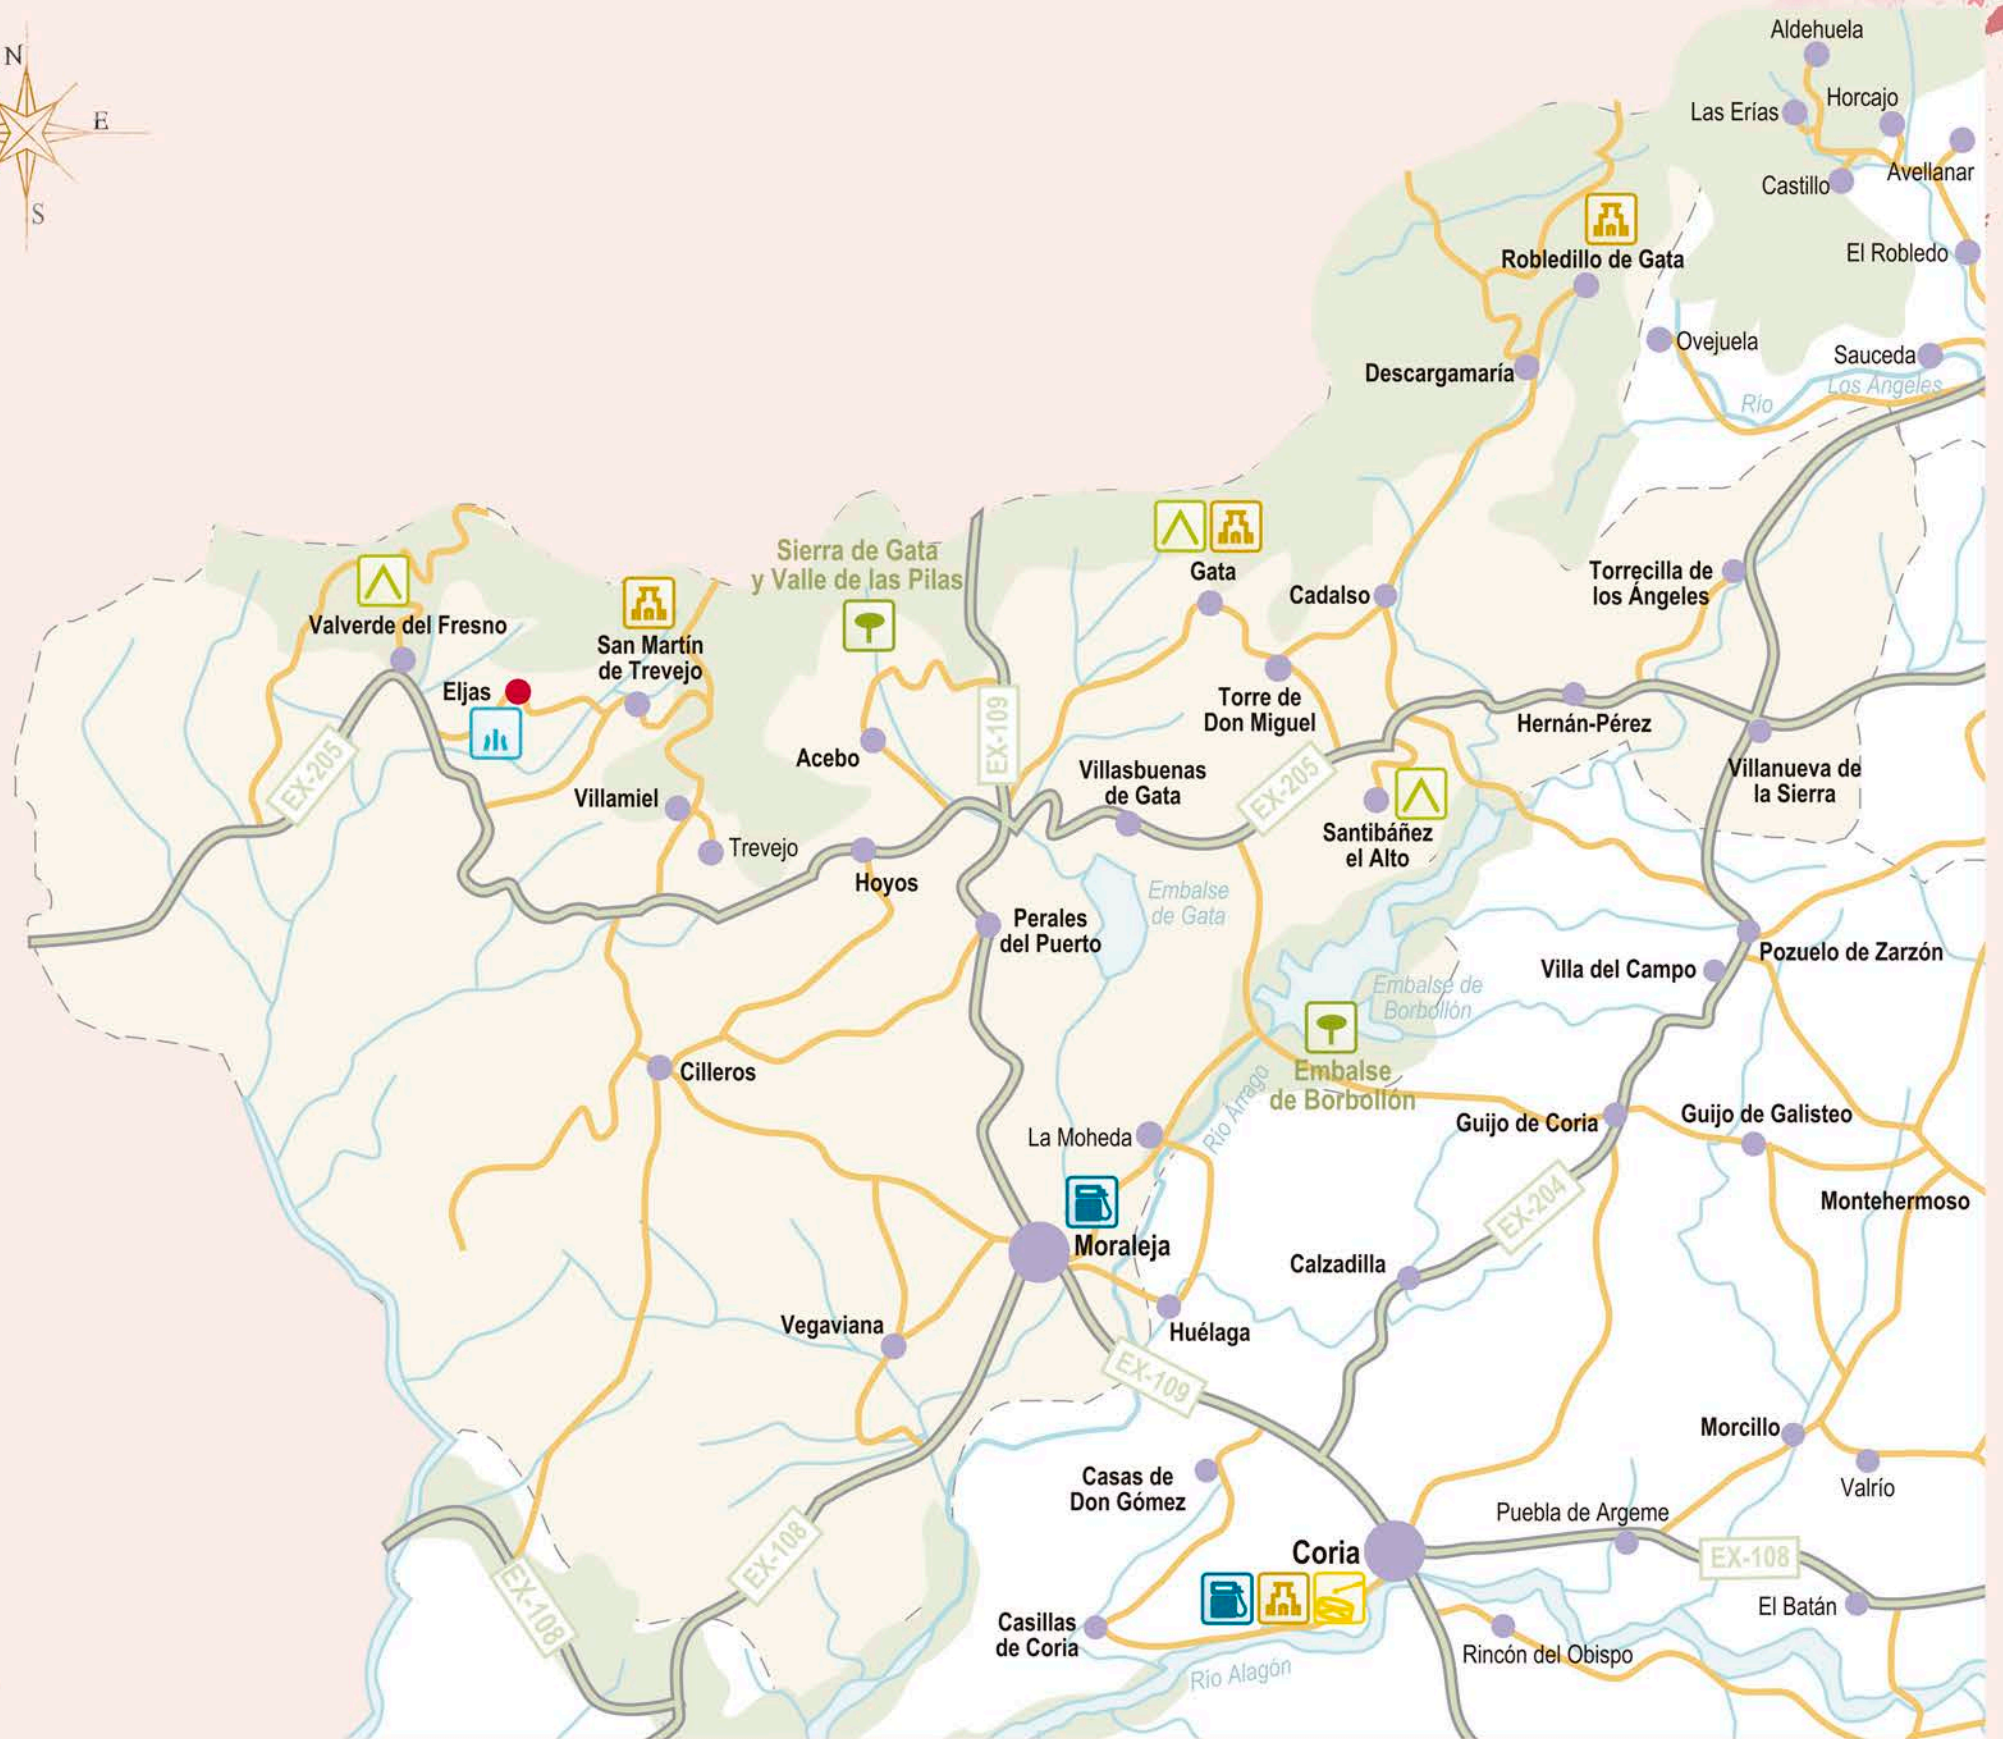 N
E
S
Aldehuela
Las Erías
Horcajo
Castillo
Avellanar
El Robledo
Robledillo de Gata
Ovejuela
Sauceda
Los Ángeles
Río
Descargamaría
Sierra de Gata
y Valle de las Pilas
Gata
Cadalso
Torrecilla de
los Ángeles
Valverde del Fresno
San Martín
de Trevejo
Eljas
EX-109
Torre de
Don Miguel
Hernán-Pérez
Acebo
EX-205
Villasbuenas
de Gata
EX-205
Villanueva de
la Sierra
Villamiel
Trevejo
Santibáñez
el Alto
Hoyos
Embalse
de Gata
Perales
del Puerto
Pozuelo de Zarzón
Villa del Campo
Embalse de
Borbollón
Cilleros
Embalse
de Borbollón
Río Árrago
Guijo de Coria
Guijo de Galisteo
La Moheda
Montehermoso
EX-204
Moraleja
Calzadilla
Vegaviana
Huélaga
EX-109
Morcillo
Casas de
Don Gómez
Valrío
Puebla de Argeme
Coria
EX-108
EX-108
EX-108
El Batán
Casillas
de Coria
Rincón del Obispo
Río Alagón